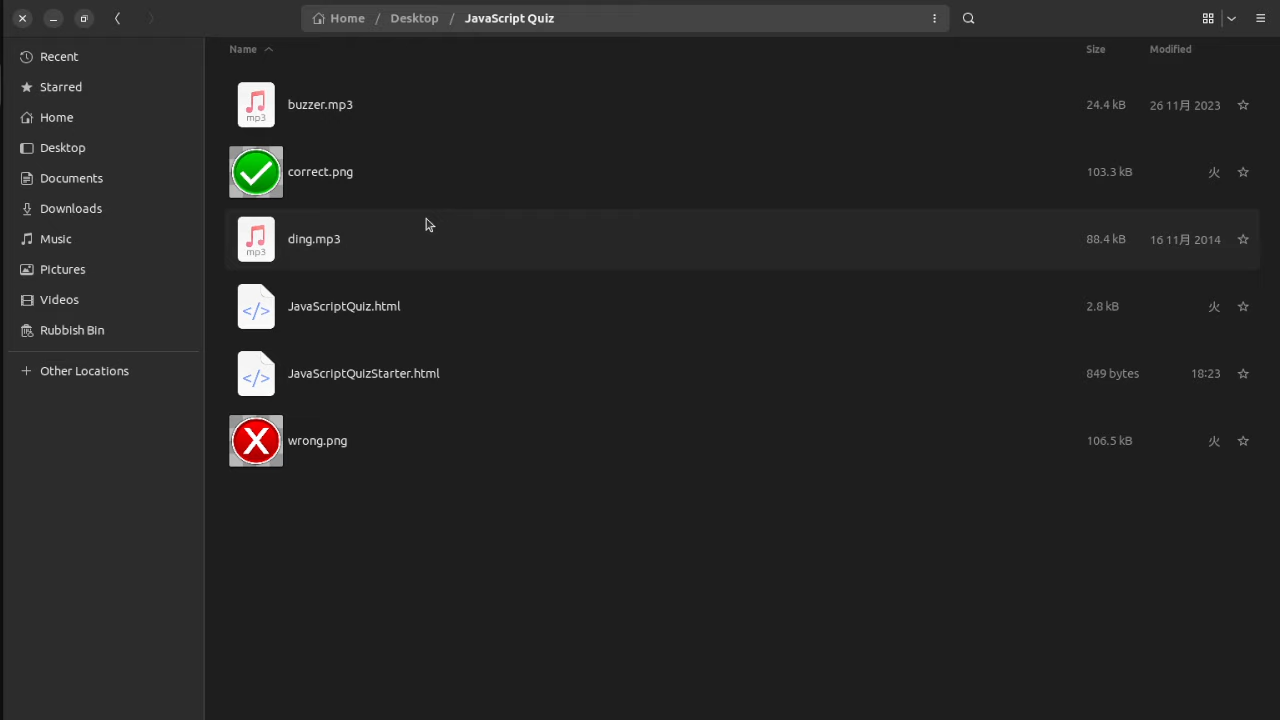 Home / Desktop / JavaScript Quiz
Recent
Starred
Home
Desktop
Documents
Downloads
Music
Pictures
Videos
Rubbish Bin
Other Locations
Name Size Modified
mp3 buzzer.mp3 24.4 kB 26 11月 2023
correct.png 103.3 kB 火
mp3 ding.mp3 88.4 kB 16 11月 2014
</> JavaScriptQuiz.html 2.8 kB 火
</> JavaScriptQuizStarter.html 849 bytes 18:23
X wrong.png 106.5 kB 火